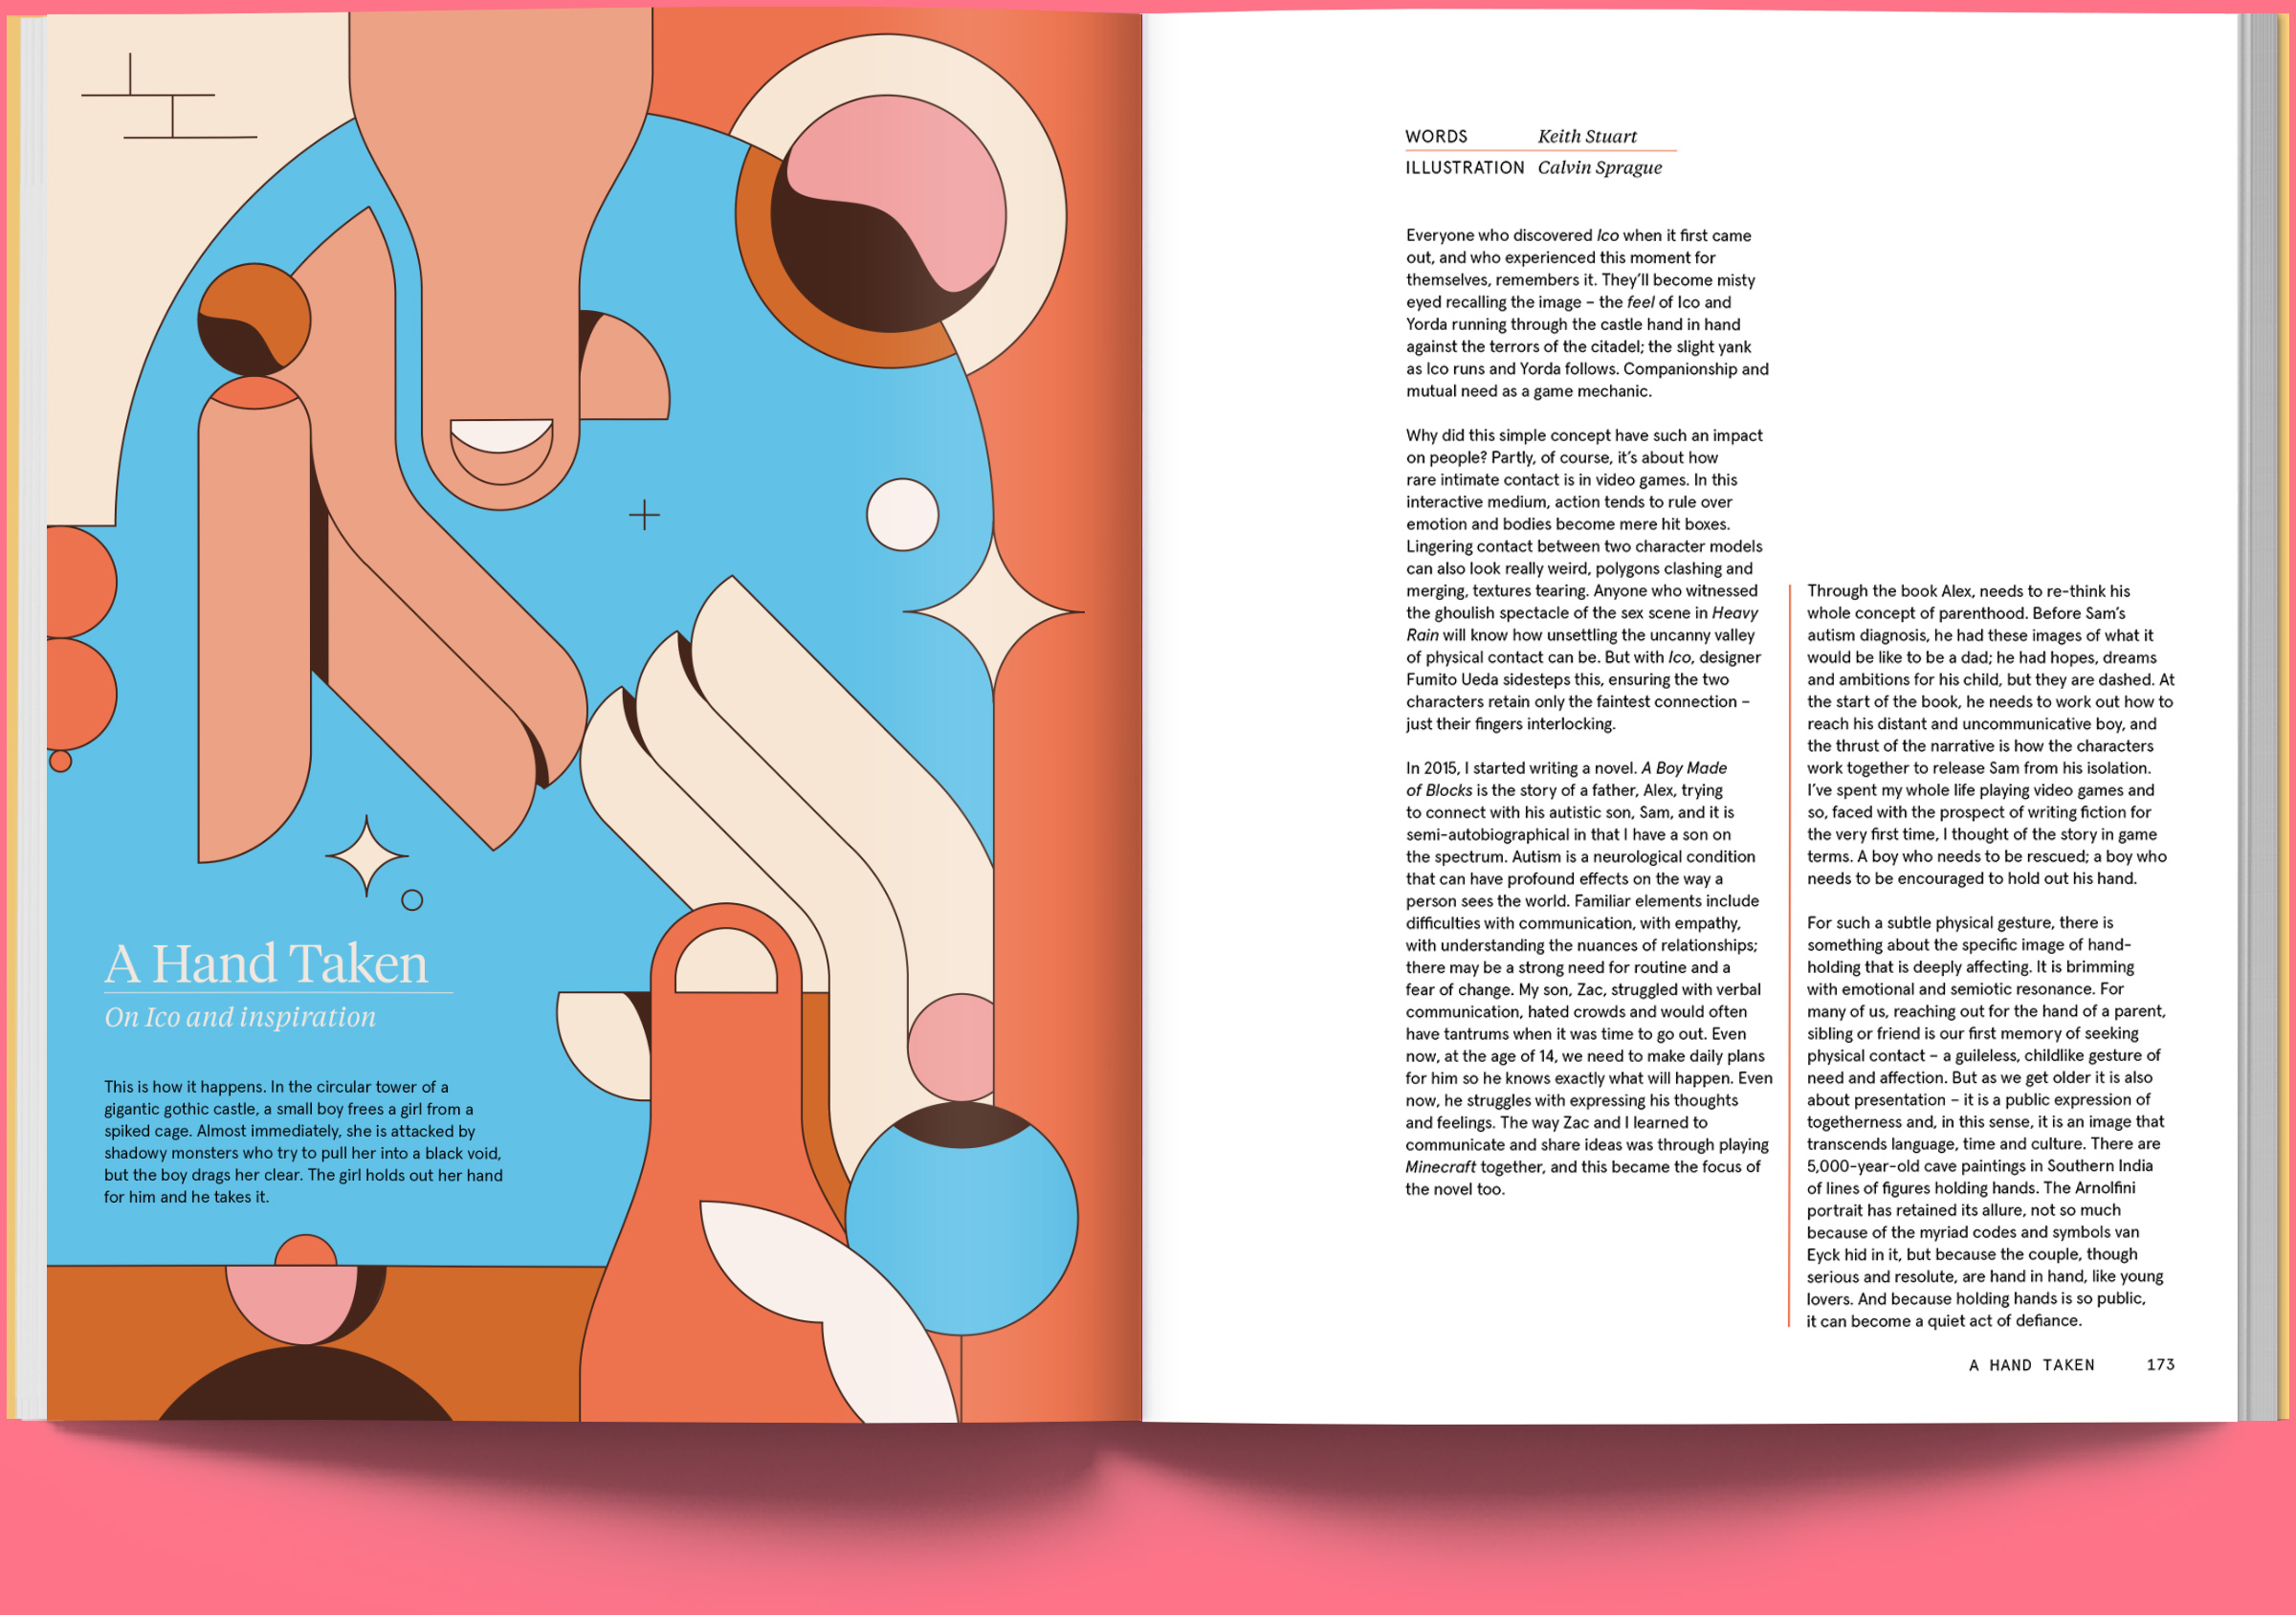 A Hand Taken
On Ico and inspiration
This is how it happens. In the circular tower of a
gigantic gothic castle, a small boy frees a girl from a
spiked cage. Almost immediately, she is attacked by
shadowy monsters who try to pull her into a black void,
but the boy drags her clear. The girl holds out her hand
for him and he takes it.
WORDS Keith Stuart
ILLUSTRATION Calvin Sprague
Everyone who discovered Ico when it first came
out, and who experienced this moment for
themselves, remembers it. They'll become misty
eyed recalling the image – the feel of Ico and
Yorda running through the castle hand in hand
against the terrors of the citadel; the slight yank
as Ico runs and Yorda follows. Companionship and
mutual need as a game mechanic.
Why did this simple concept have such an impact
on people? Partly, of course, it's about how
rare intimate contact is in video games. In this
interactive medium, action tends to rule over
emotion and bodies become mere hit boxes.
Lingering contact between two character models
can also look really weird, polygons clashing and
merging, textures tearing. Anyone who witnessed
the ghoulish spectacle of the sex scene in Heavy
Rain will know how unsettling the uncanny valley
of physical contact can be. But with Ico, designer
Fumito Ueda sidesteps this, ensuring the two
characters retain only the faintest connection –
just their fingers interlocking.
In 2015, I started writing a novel. A Boy Made
of Blocks is the story of a father, Alex, trying
to connect with his autistic son, Sam, and it is
semi-autobiographical in that I have a son on
the spectrum. Autism is a neurological condition
that can have profound effects on the way a
person sees the world. Familiar elements include
difficulties with communication, with empathy,
with understanding the nuances of relationships;
there may be a strong need for routine and a
fear of change. My son, Zac, struggled with verbal
communication, hated crowds and would often
have tantrums when it was time to go out. Even
now, at the age of 14, we need to make daily plans
for him so he knows exactly what will happen. Even
now, he struggles with expressing his thoughts
and feelings. The way Zac and I learned to
communicate and share ideas was through playing
Minecraft together, and this became the focus of
the novel too.
Through the book Alex, needs to re-think his
whole concept of parenthood. Before Sam's
autism diagnosis, he had these images of what it
would be like to be a dad; he had hopes, dreams
and ambitions for his child, but they are dashed. At
the start of the book, he needs to work out how to
reach his distant and uncommunicative boy, and
the thrust of the narrative is how the characters
work together to release Sam from his isolation.
I've spent my whole life playing video games and
so, faced with the prospect of writing fiction for
the very first time, I thought of the story in game
terms. A boy who needs to be rescued; a boy who
needs to be encouraged to hold out his hand.
For such a subtle physical gesture, there is
something about the specific image of hand-
holding that is deeply affecting. It is brimming
with emotional and semiotic resonance. For
many of us, reaching out for the hand of a parent,
sibling or friend is our first memory of seeking
physical contact – a guileless, childlike gesture of
need and affection. But as we get older it is also
about presentation – it is a public expression of
togetherness and, in this sense, it is an image that
transcends language, time and culture. There are
5,000-year-old cave paintings in Southern India
of lines of figures holding hands. The Arnolfini
portrait has retained its allure, not so much
because of the myriad codes and symbols van
Eyck hid in it, but because the couple, though
serious and resolute, are hand in hand, like young
lovers. And because holding hands is so public,
it can become a quiet act of defiance.
A HAND TAKEN 173